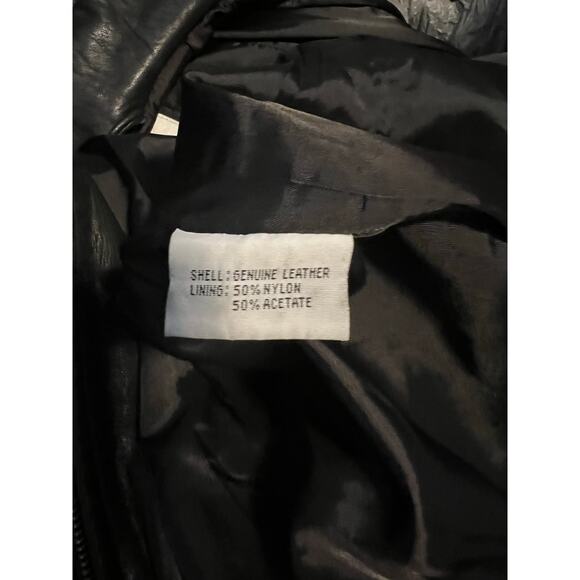 SHELL: GENUINE LEATHER
LINING: 50% NYLON
50% ACETATE